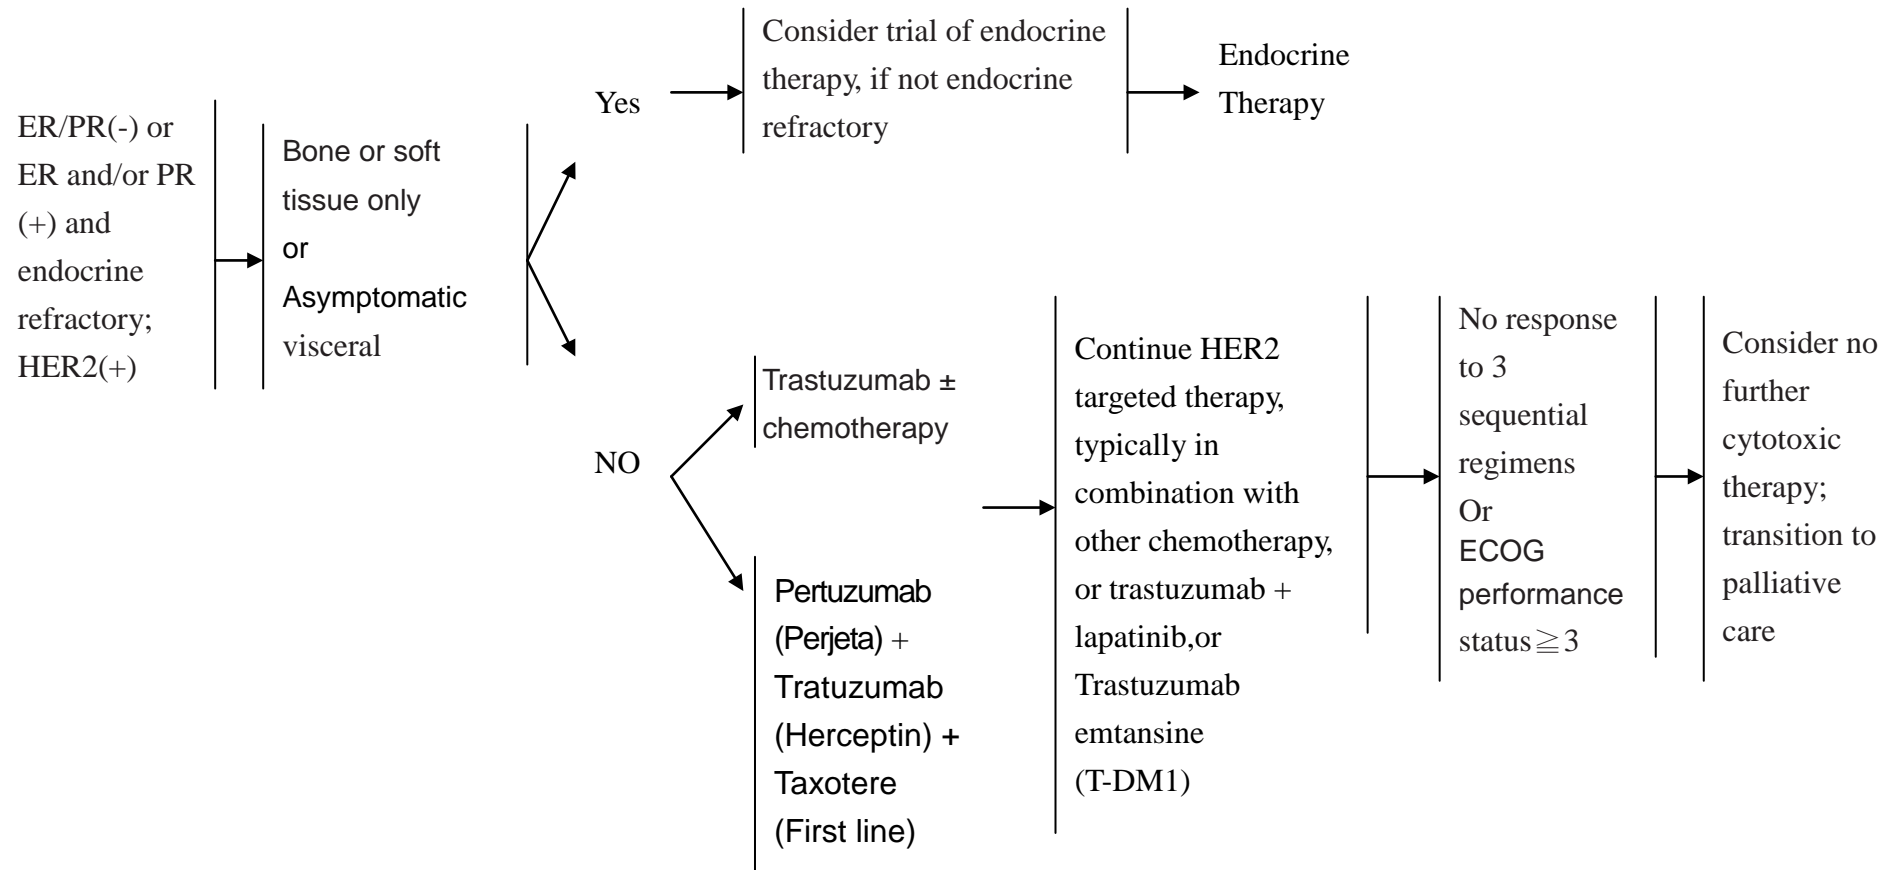 ER/PR(-) or
ER and/or PR
(+) and
endocrine
refractory;
HER2(+)
Bone or soft
tissue only
or
Asymptomatic
visceral
Yes
Consider trial of endocrine
therapy, if not endocrine
refractory
Endocrine
Therapy
NO
Trastuzumab ±
chemotherapy
Pertuzumab
(Perjeta) +
Tratuzumab
(Herceptin) +
Taxotere
(First line)
Continue HER2
targeted therapy,
typically in
combination with
other chemotherapy,
or trastuzumab +
lapatinib,or
Trastuzumab
emtansine
(T-DM1)
No response
to 3
sequential
regimens
Or
ECOG
performance
status≧3
Consider no
further
cytotoxic
therapy;
transition to
palliative
care